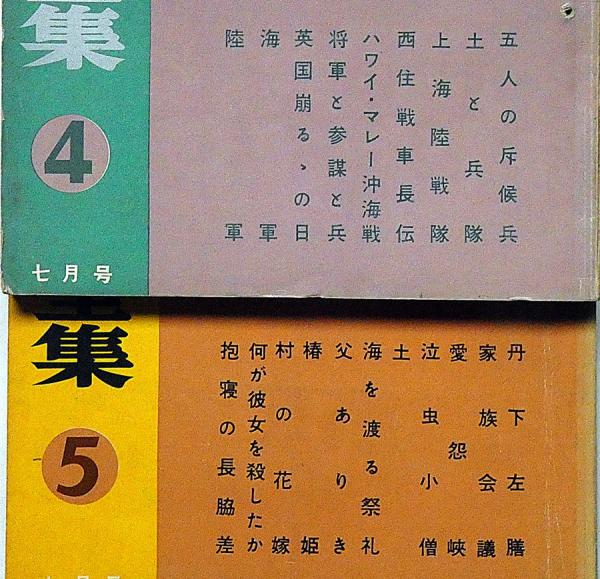 全集
4
七月号
五人の斥候兵
土と兵隊
上海陸戦隊
西住戦車長伝
ハワイ・マレー沖海戦
将軍と参謀と兵
英国崩るゝの日
海軍
陸軍
全集
5
丹下左膳
家族会議
愛怨峡
泣虫小僧
土
海を渡る祭礼
父ありき
椿姫
村の花嫁
何が彼女を殺したか
抱寝の長脇差